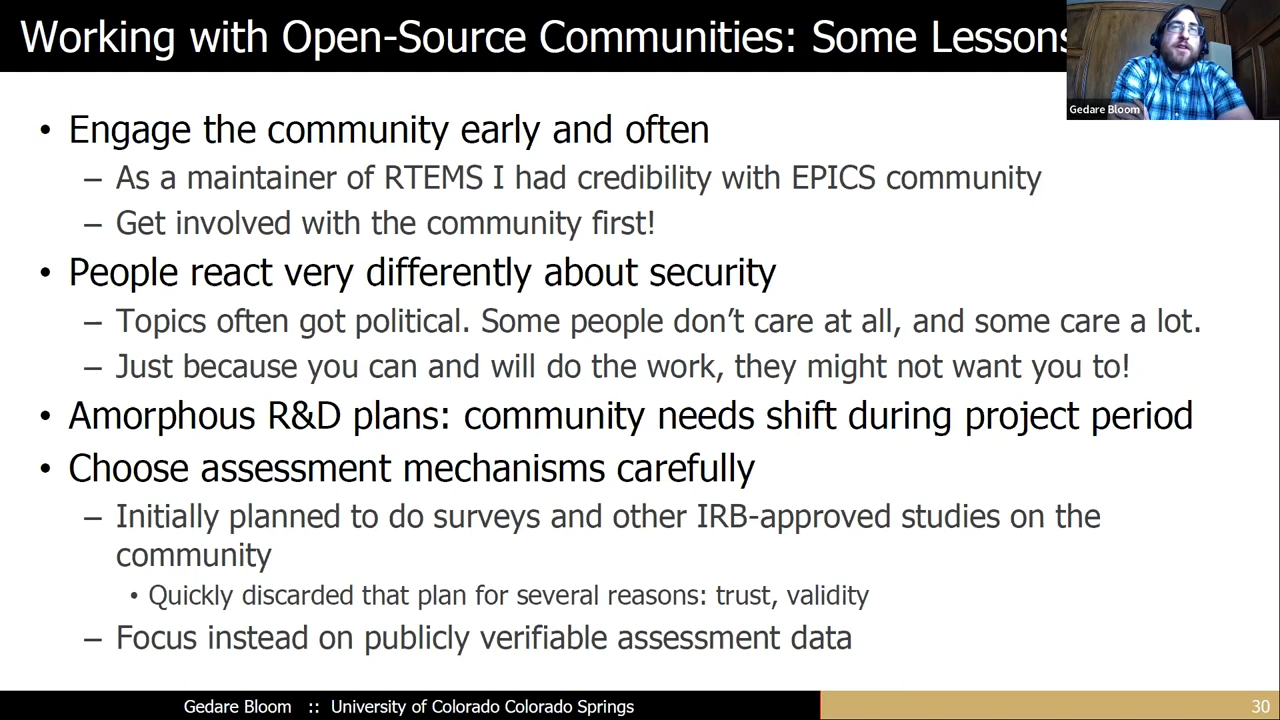 Working with Open-Source Communities: Some Lessons
Gedare Bloom
• Engage the community early and often
– As a maintainer of RTEMS I had credibility with EPICS community
– Get involved with the community first!
• People react very differently about security
– Topics often got political. Some people don’t care at all, and some care a lot.
– Just because you can and will do the work, they might not want you to!
• Amorphous R&D plans: community needs shift during project period
• Choose assessment mechanisms carefully
– Initially planned to do surveys and other IRB-approved studies on the
community
• Quickly discarded that plan for several reasons: trust, validity
– Focus instead on publicly verifiable assessment data
Gedare Bloom :: University of Colorado Colorado Springs
30